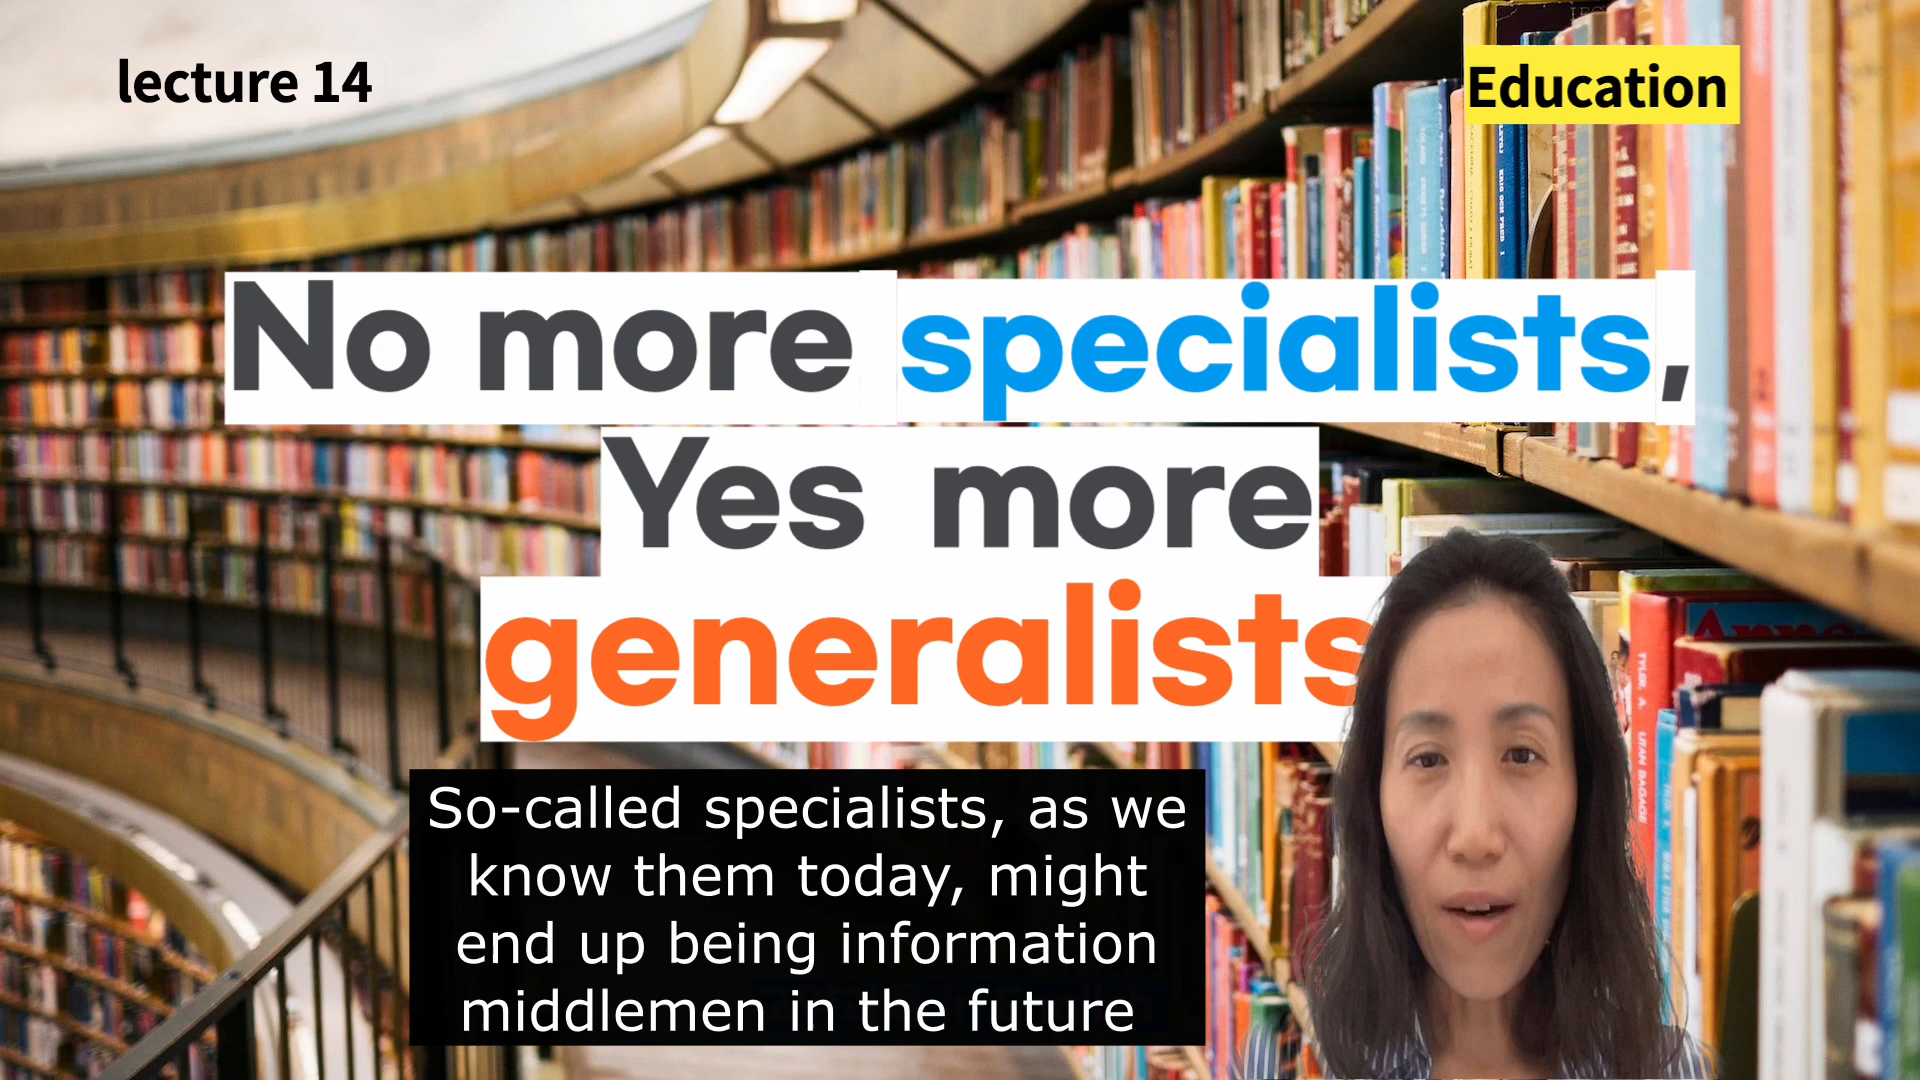 lecture 14
Education
No more specialists,
Yes more
generalists
So-called specialists, as we
know them today, might
end up being information
middlemen in the future